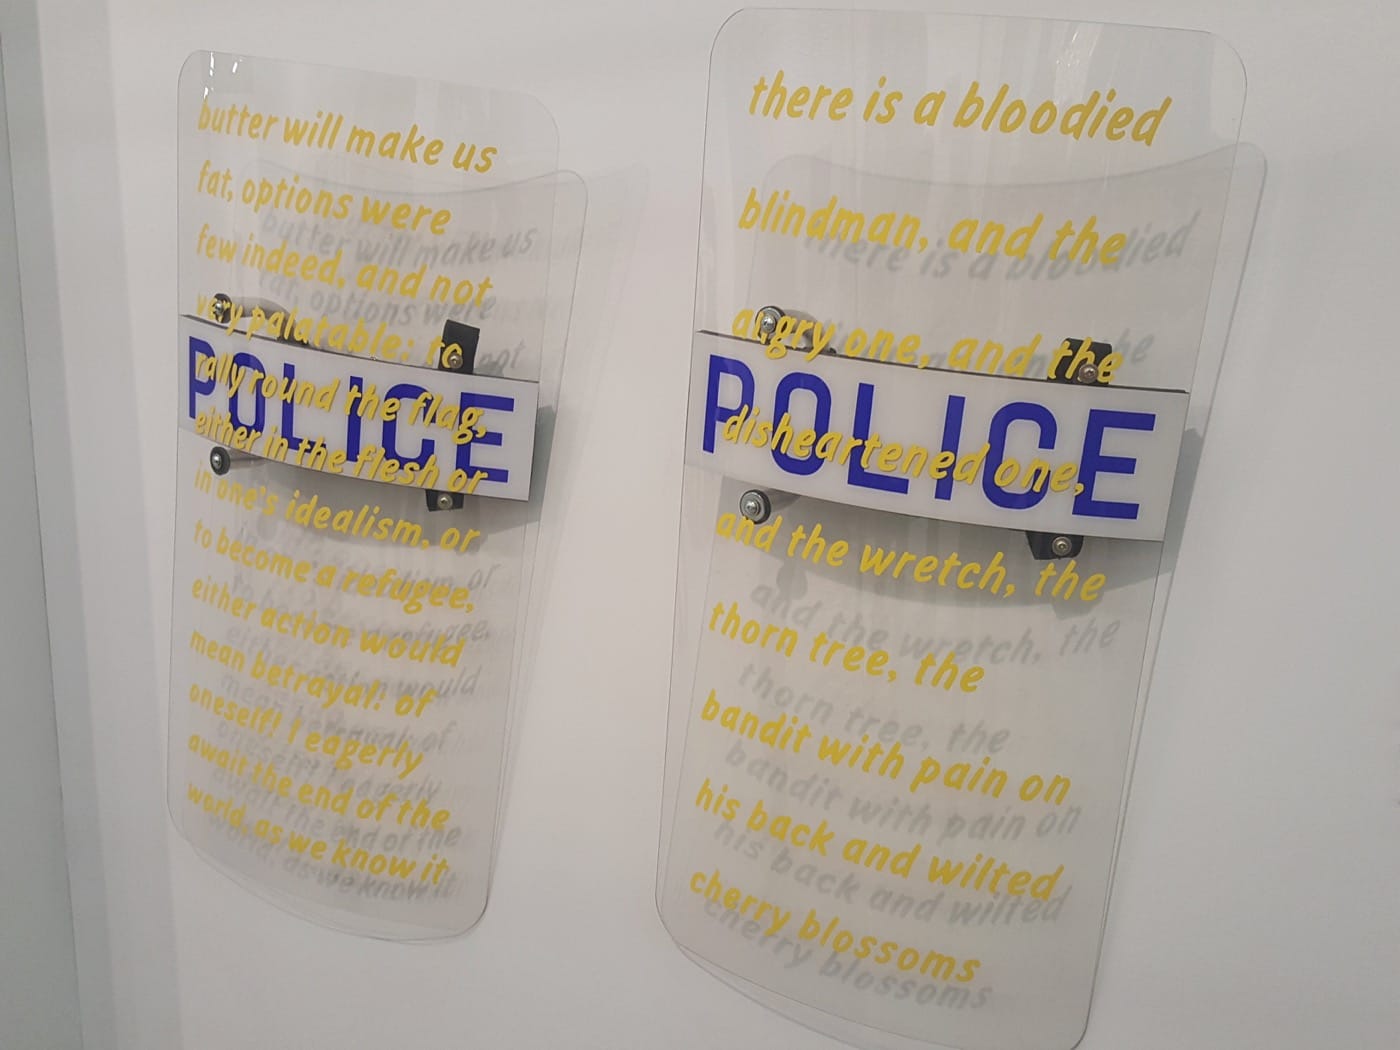 butter will make us
fat, options were
few indeed, and not
very palatable: to
rally round the flag,
either in the flesh or
in one's idealism, or
to become a refugee,
either action would
mean betrayal: of
oneself! I eagerly
await the end of the
world, as we know it
POLICE
there is a bloodied
blindman, and the
angry one, and the
disheartened one,
and the wretch, the
thorn tree, the
bandit with pain on
his back and wilted
cherry blossoms
POLICE